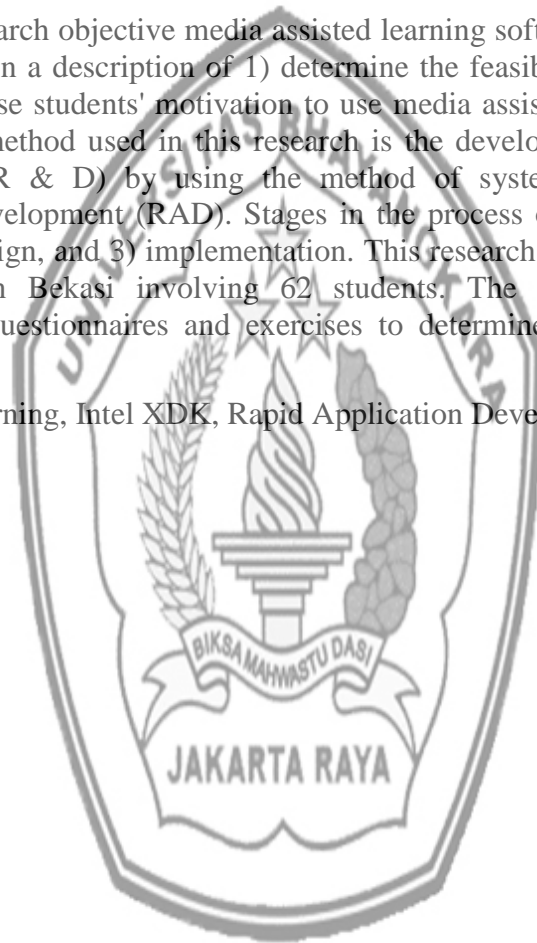 arch objective media assisted learning soft
n a description of 1) determine the feasib
se students' motivation to use media assis
ethod used in this research is the develo
R & D) by using the method of syste
velopment (RAD). Stages in the process
ign, and 3) implementation. This research
n Bekasi involving 62 students. The
uestionnaires and exercises to determine
rning, Intel XDK, Rapid Application Deve
UNIVERSITAS BHAYANGKARA
BIKSA MAHWASTU DASI
JAKARTA RAYA